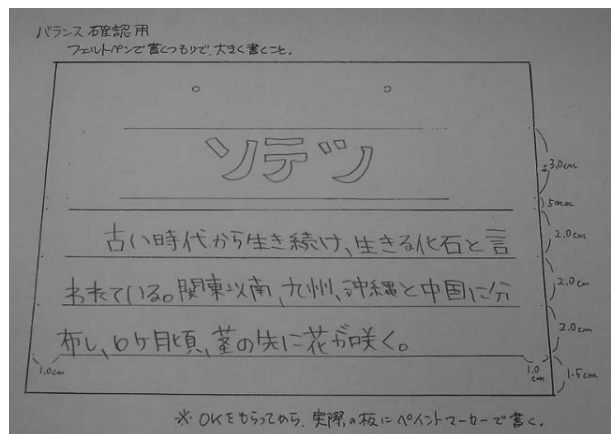 バランス確認用
フェルトペンで書くつもりで、大きく書くこと。
ソテツ
3.0cm
5mm
古い時代から生き続け、生きる化石と言
2.0cm
われている。関東以南、九州、沖縄と中国に分
2.0cm
布し、6ヶ月頃、茎の先に花が咲く。
2.0cm
1.0cm
1.0cm
1.5cm
※ OKをもらってから、実際の板にペイントマーカーで書く。